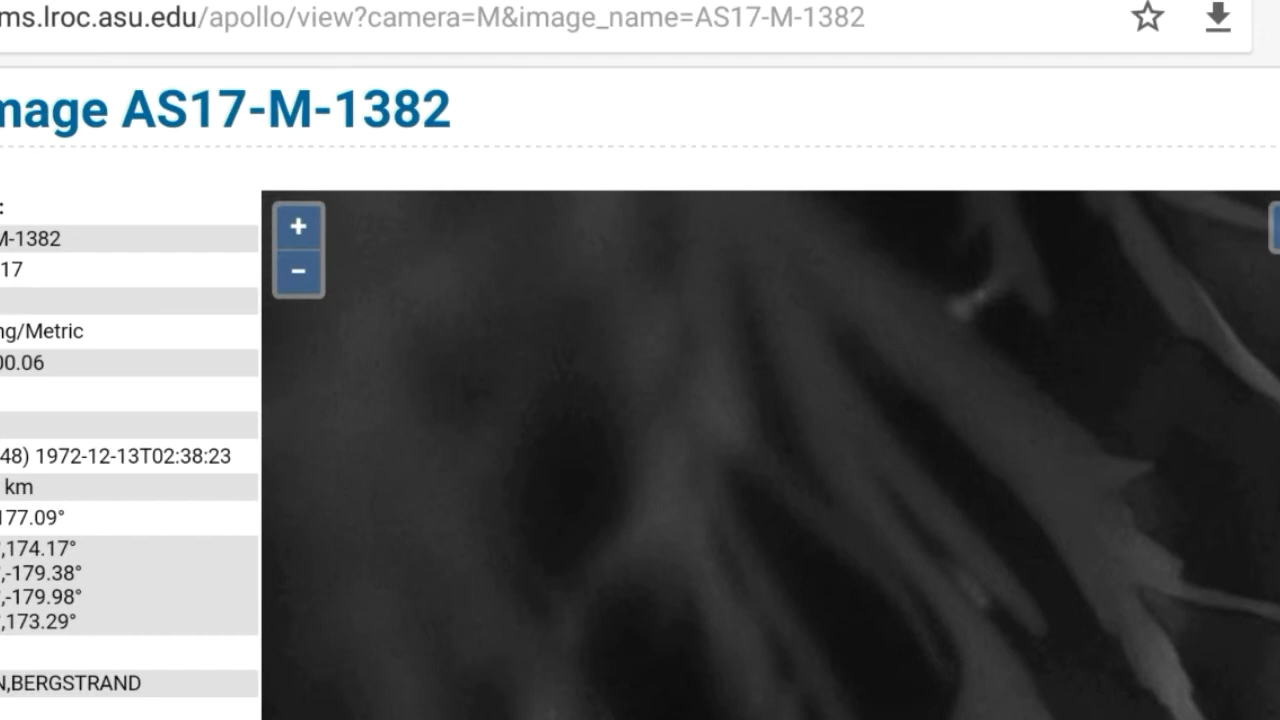 ms.lroc.asu.edu/apollo/view?camera=M&image_name=AS17-M-1382
mage AS17-M-1382
:
M-1382
17
ng/Metric
00.06
48) 1972-12-13T02:38:23
km
177.09°
,174.17°
,-179.38°
,-179.98°
,173.29°
N,BERGSTRAND
+
−